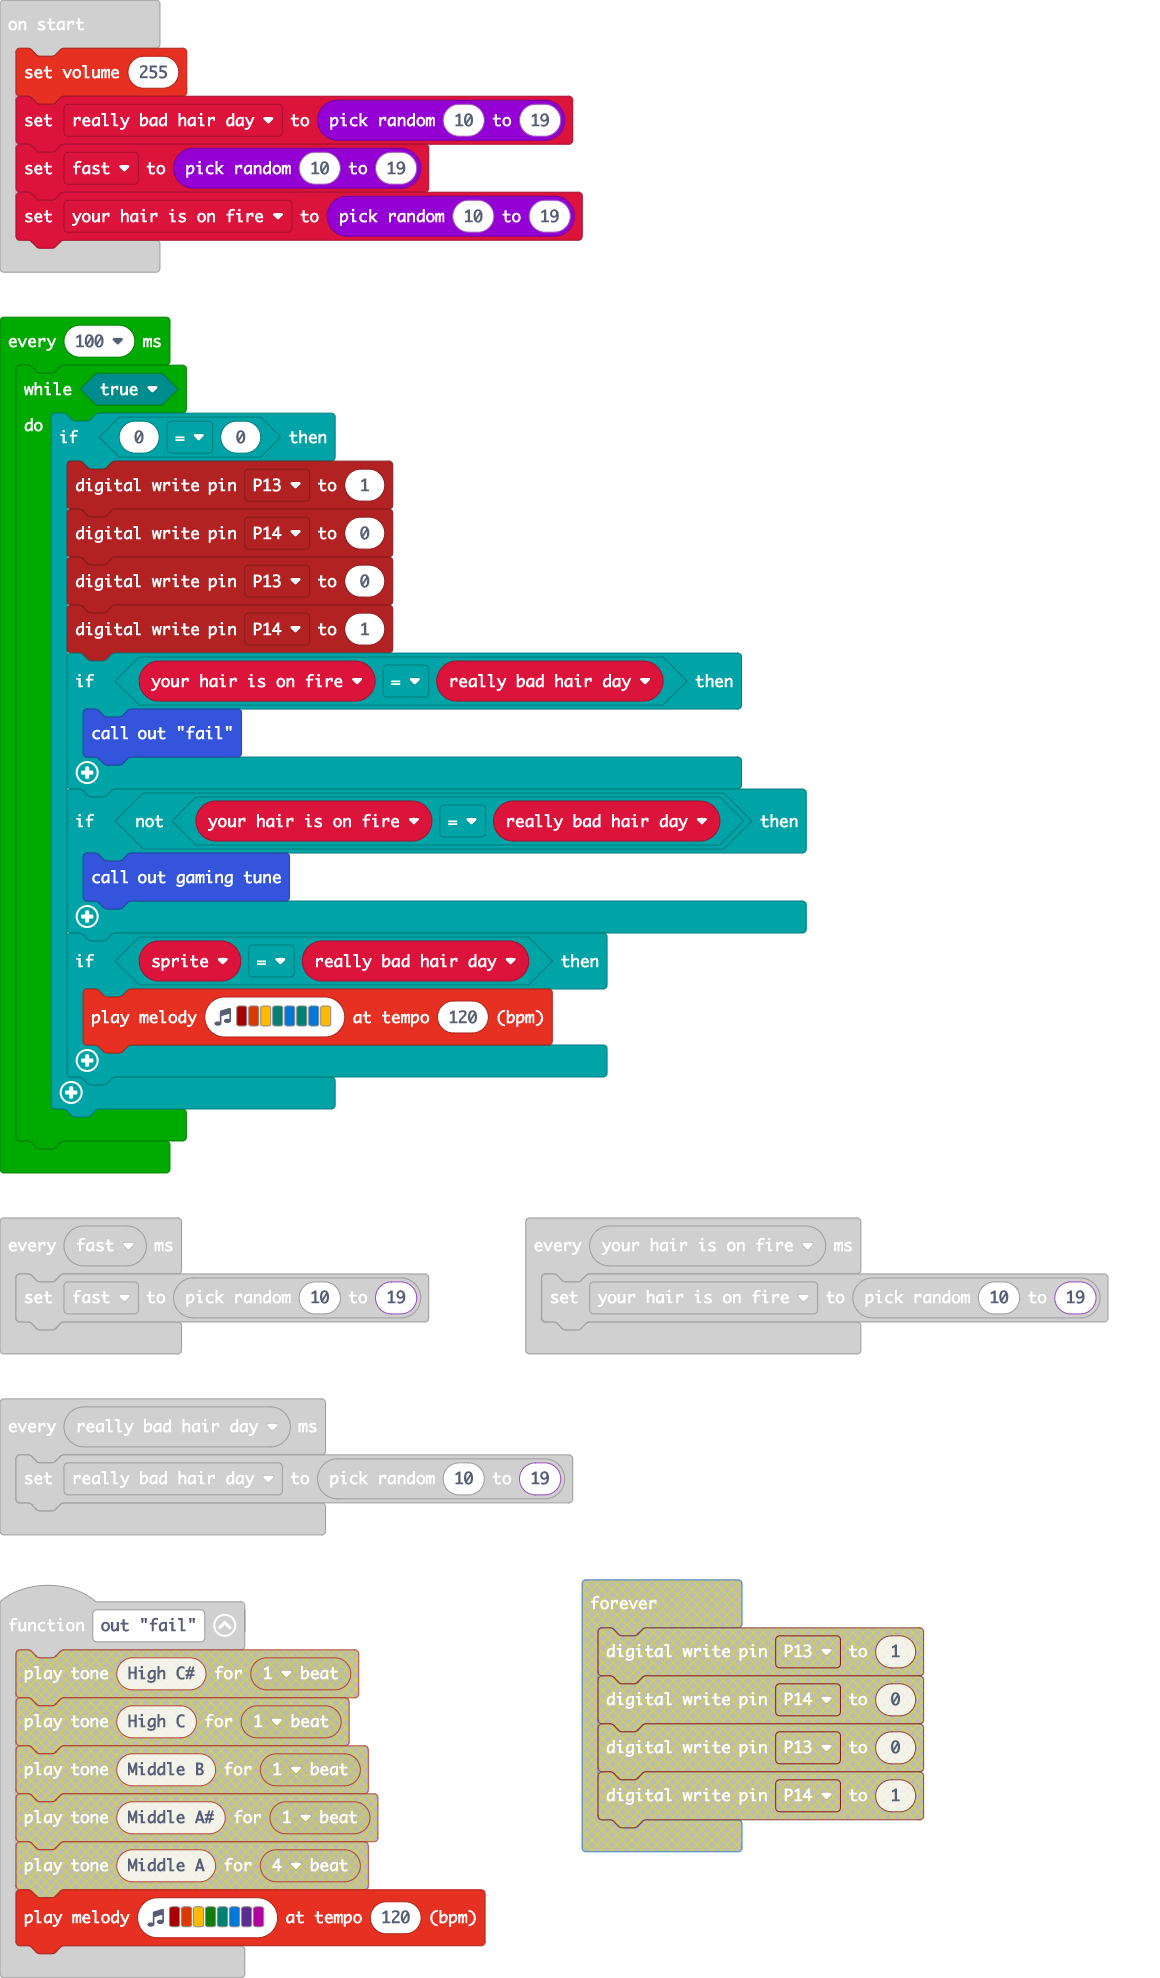 on start
set volume 255
set really bad hair day to pick random 10 to 19
set fast to pick random 10 to 19
set your hair is on fire to pick random 10 to 19
every 100 ms
while true
do if 0 = 0 then
digital write pin P13 to 1
digital write pin P14 to 0
digital write pin P13 to 0
digital write pin P14 to 1
if your hair is on fire = really bad hair day then
call out "fail"
if not your hair is on fire = really bad hair day then
call out gaming tune
if sprite = really bad hair day then
play melody at tempo 120 (bpm)
every fast ms
set fast to pick random 10 to 19
every your hair is on fire ms
set your hair is on fire to pick random 10 to 19
every really bad hair day ms
set really bad hair day to pick random 10 to 19
function out "fail"
play tone High C# for 1 beat
play tone High C for 1 beat
play tone Middle B for 1 beat
play tone Middle A# for 1 beat
play tone Middle A for 4 beat
play melody at tempo 120 (bpm)
forever
digital write pin P13 to 1
digital write pin P14 to 0
digital write pin P13 to 0
digital write pin P14 to 1